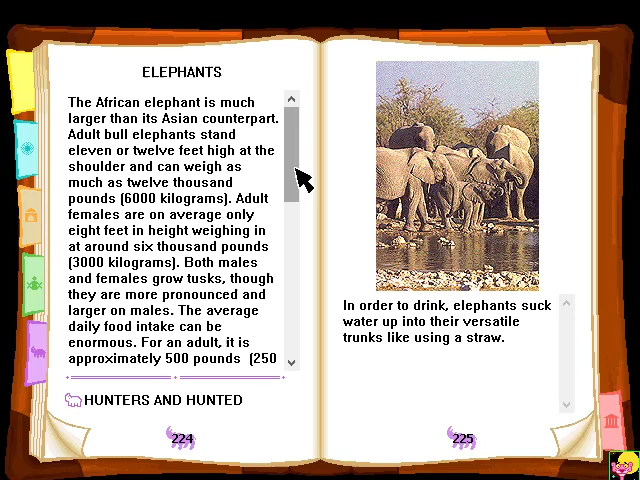 ELEPHANTS
The African elephant is much
larger than its Asian counterpart.
Adult bull elephants stand
eleven or twelve feet high at the
shoulder and can weigh as
much as twelve thousand
pounds (6000 kilograms). Adult
females are on average only
eight feet in height weighing in
at around six thousand pounds
(3000 kilograms). Both males
and females grow tusks, though
they are more pronounced and
larger on males. The average
daily food intake can be
enormous. For an adult, it is
approximately 500 pounds (250
HUNTERS AND HUNTED
224
In order to drink, elephants suck
water up into their versatile
trunks like using a straw.
225